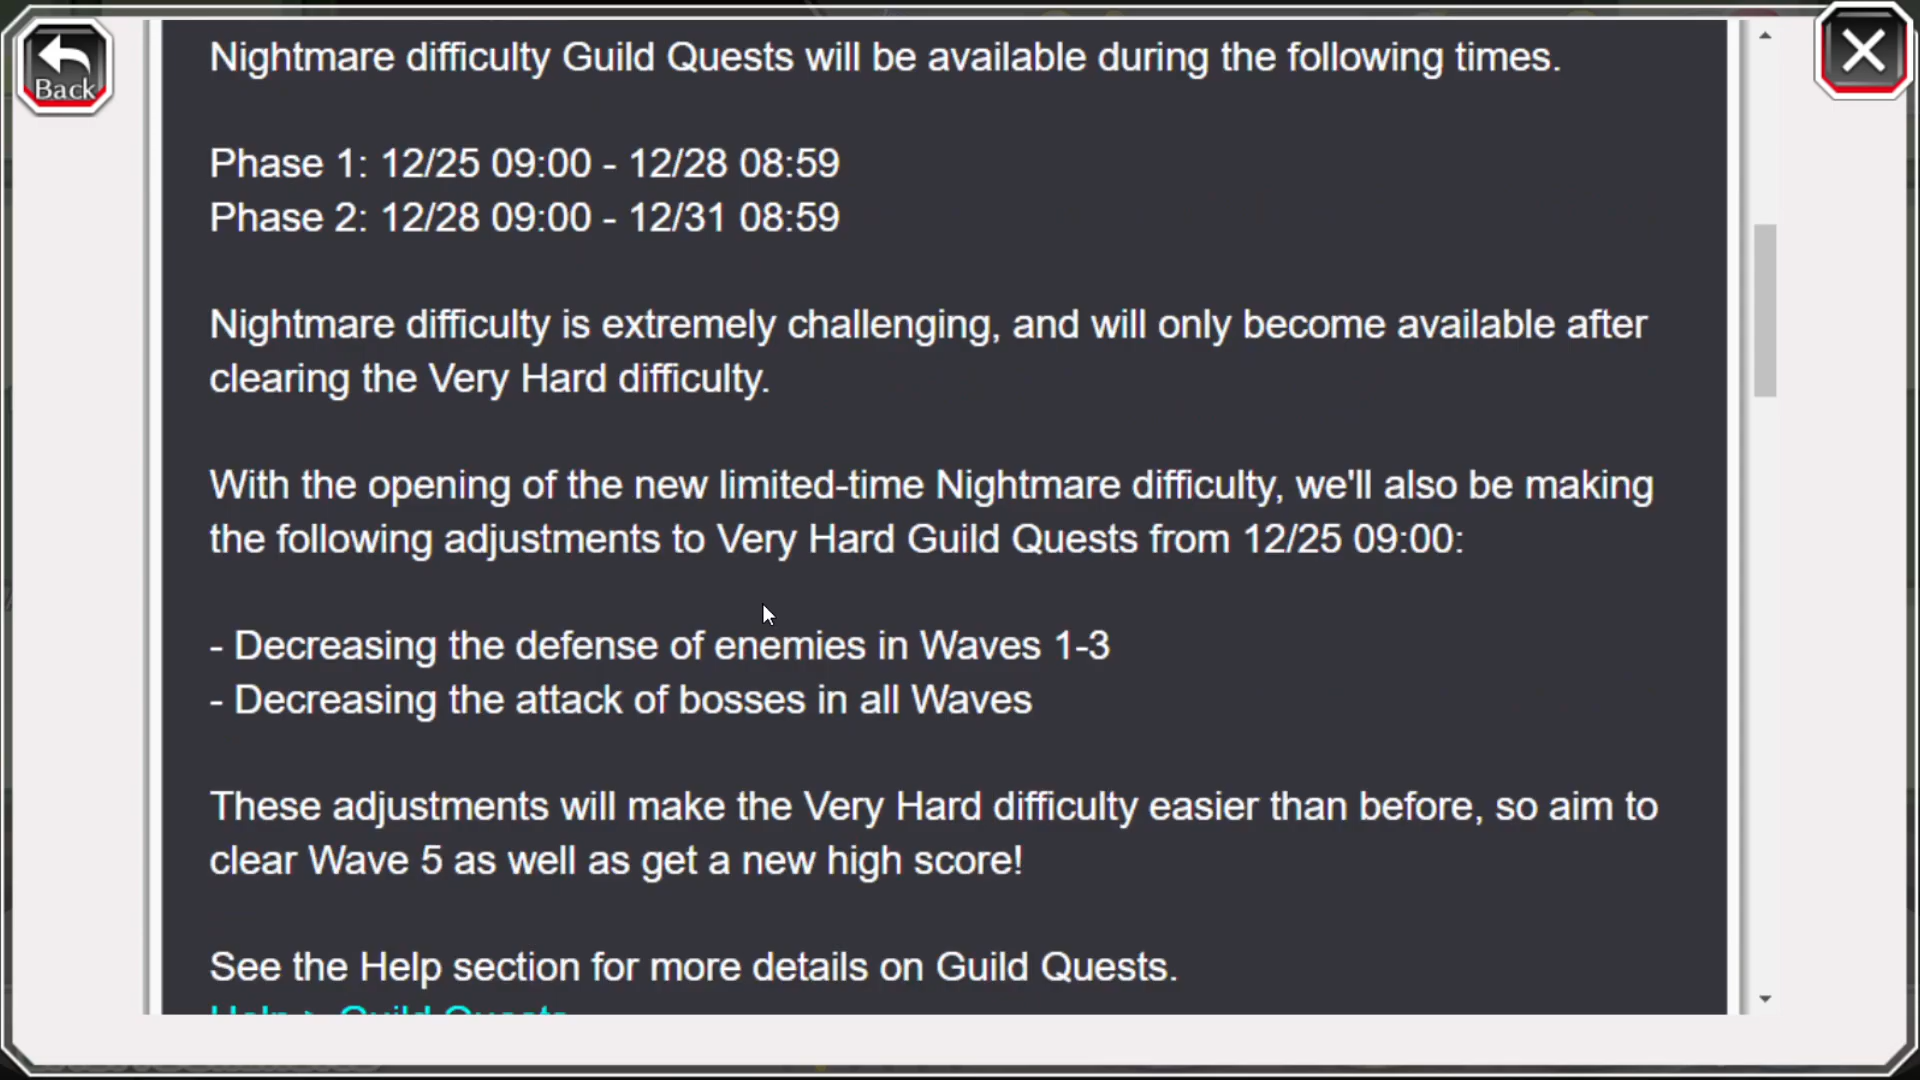 Back
Nightmare difficulty Guild Quests will be available during the following times.
Phase 1: 12/25 09:00 - 12/28 08:59
Phase 2: 12/28 09:00 - 12/31 08:59
Nightmare difficulty is extremely challenging, and will only become available after
clearing the Very Hard difficulty.
With the opening of the new limited-time Nightmare difficulty, we'll also be making
the following adjustments to Very Hard Guild Quests from 12/25 09:00:
- Decreasing the defense of enemies in Waves 1-3
- Decreasing the attack of bosses in all Waves
These adjustments will make the Very Hard difficulty easier than before, so aim to
clear Wave 5 as well as get a new high score!
See the Help section for more details on Guild Quests.
Help > Guild Quests